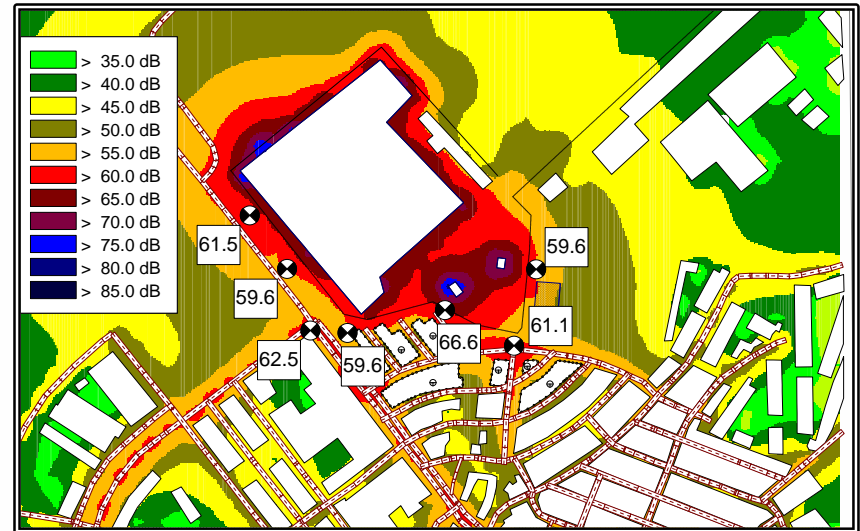 > 35.0 dB
> 40.0 dB
> 45.0 dB
> 50.0 dB
> 55.0 dB
> 60.0 dB
> 65.0 dB
> 70.0 dB
> 75.0 dB
> 80.0 dB
> 85.0 dB
61.5
59.6
59.6
62.5
59.6
66.6
61.1